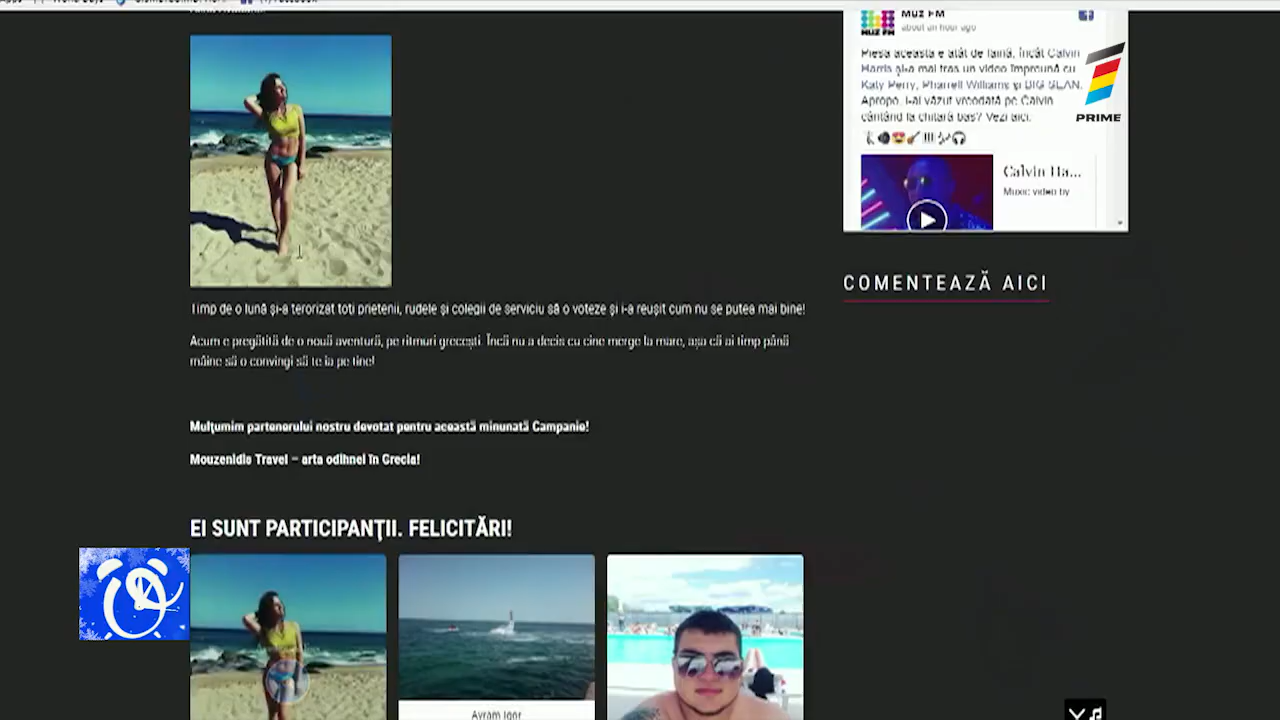 MUZ FM
about an hour ago
Piesa aceasta e atât de faină, încât Calvin
Harris și-a mai tras un video împreună cu
Katy Perry, Pharrell Williams și BIG SEAN.
Apropo, l-ai văzut vreodată pe Calvin
cântând la chitară bas? Vezi aici.
PRIME
Calvin Ha...
Music video by
COMENTEAZĂ AICI
Timp de o lună și-a terorizat toți prietenii, rudele și colegii de serviciu să o voteze și i-a reușit cum nu se putea mai bine!
Acum e pregătită de o nouă aventură, pe ritmuri grecești. Încă nu a decis cu cine merge la mare, așa că ai timp până
mâine să o convingi să te ia pe tine!
Mulțumim partenerului nostru devotat pentru această minunată Campanie!
Mouzenidis Travel – arta odihnei în Grecia!
EI SUNT PARTICIPANȚII. FELICITĂRI!
Avram Igor